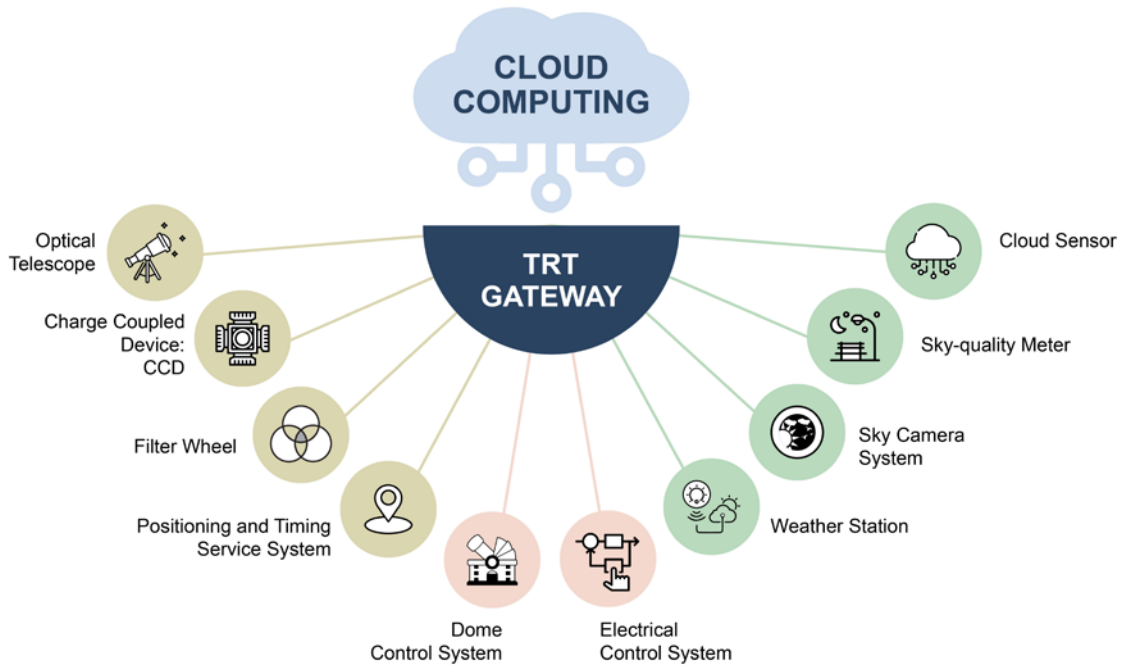 CLOUD
COMPUTING
TRT
GATEWAY
Optical
Telescope
Charge Coupled
Device:
CCD
Filter Wheel
Positioning and Timing
Service System
Dome
Control System
Electrical
Control System
Weather Station
Sky Camera
System
Sky-quality Meter
Cloud Sensor